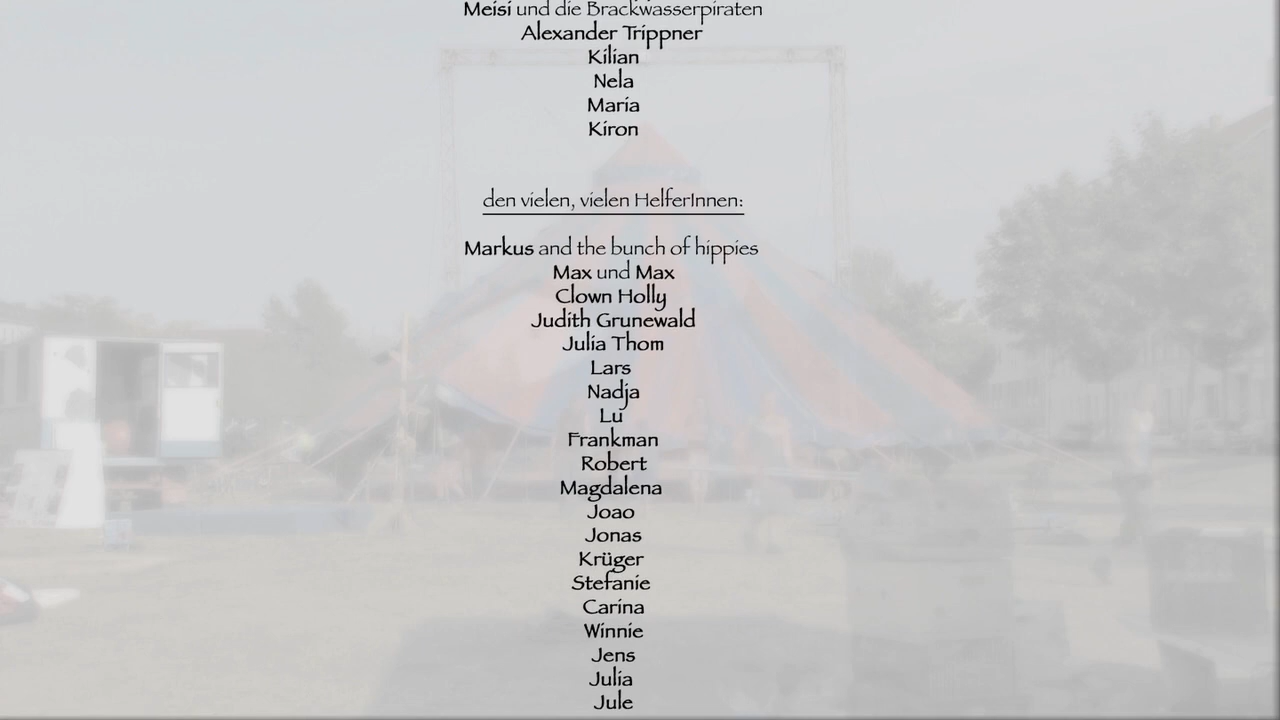 Meisi und die Brackwasserpiraten
Alexander Trippner
Kilian
Nela
Maria
Kiron
den vielen, vielen HelferInnen:
Markus and the bunch of hippies
Max und Max
Clown Holly
Judith Grunewald
Julia Thom
Lars
Nadja
Lu
Frankman
Robert
Magdalena
Joao
Jonas
Krüger
Stefanie
Carina
Winnie
Jens
Julia
Jule